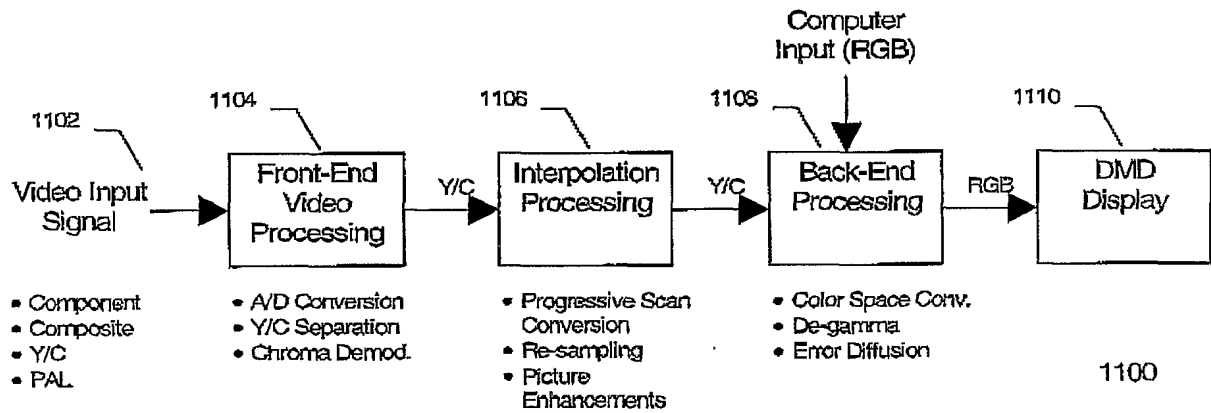 Computer
Input (RGB)
1102
1104
1106
1108
1110
Video Input
Signal
Front-End
Video
Processing
Y/C
Interpolation
Processing
Y/C
Back-End
Processing
RGB
DMD
Display
• Component
• Composite
• Y/C
• PAL
• A/D Conversion
• Y/C Separation
• Chroma Demod.
• Progressive Scan
Conversion
• Re-sampling
• Picture
Enhancements
• Color Space Conv.
• De-gamma
• Error Diffusion
1100